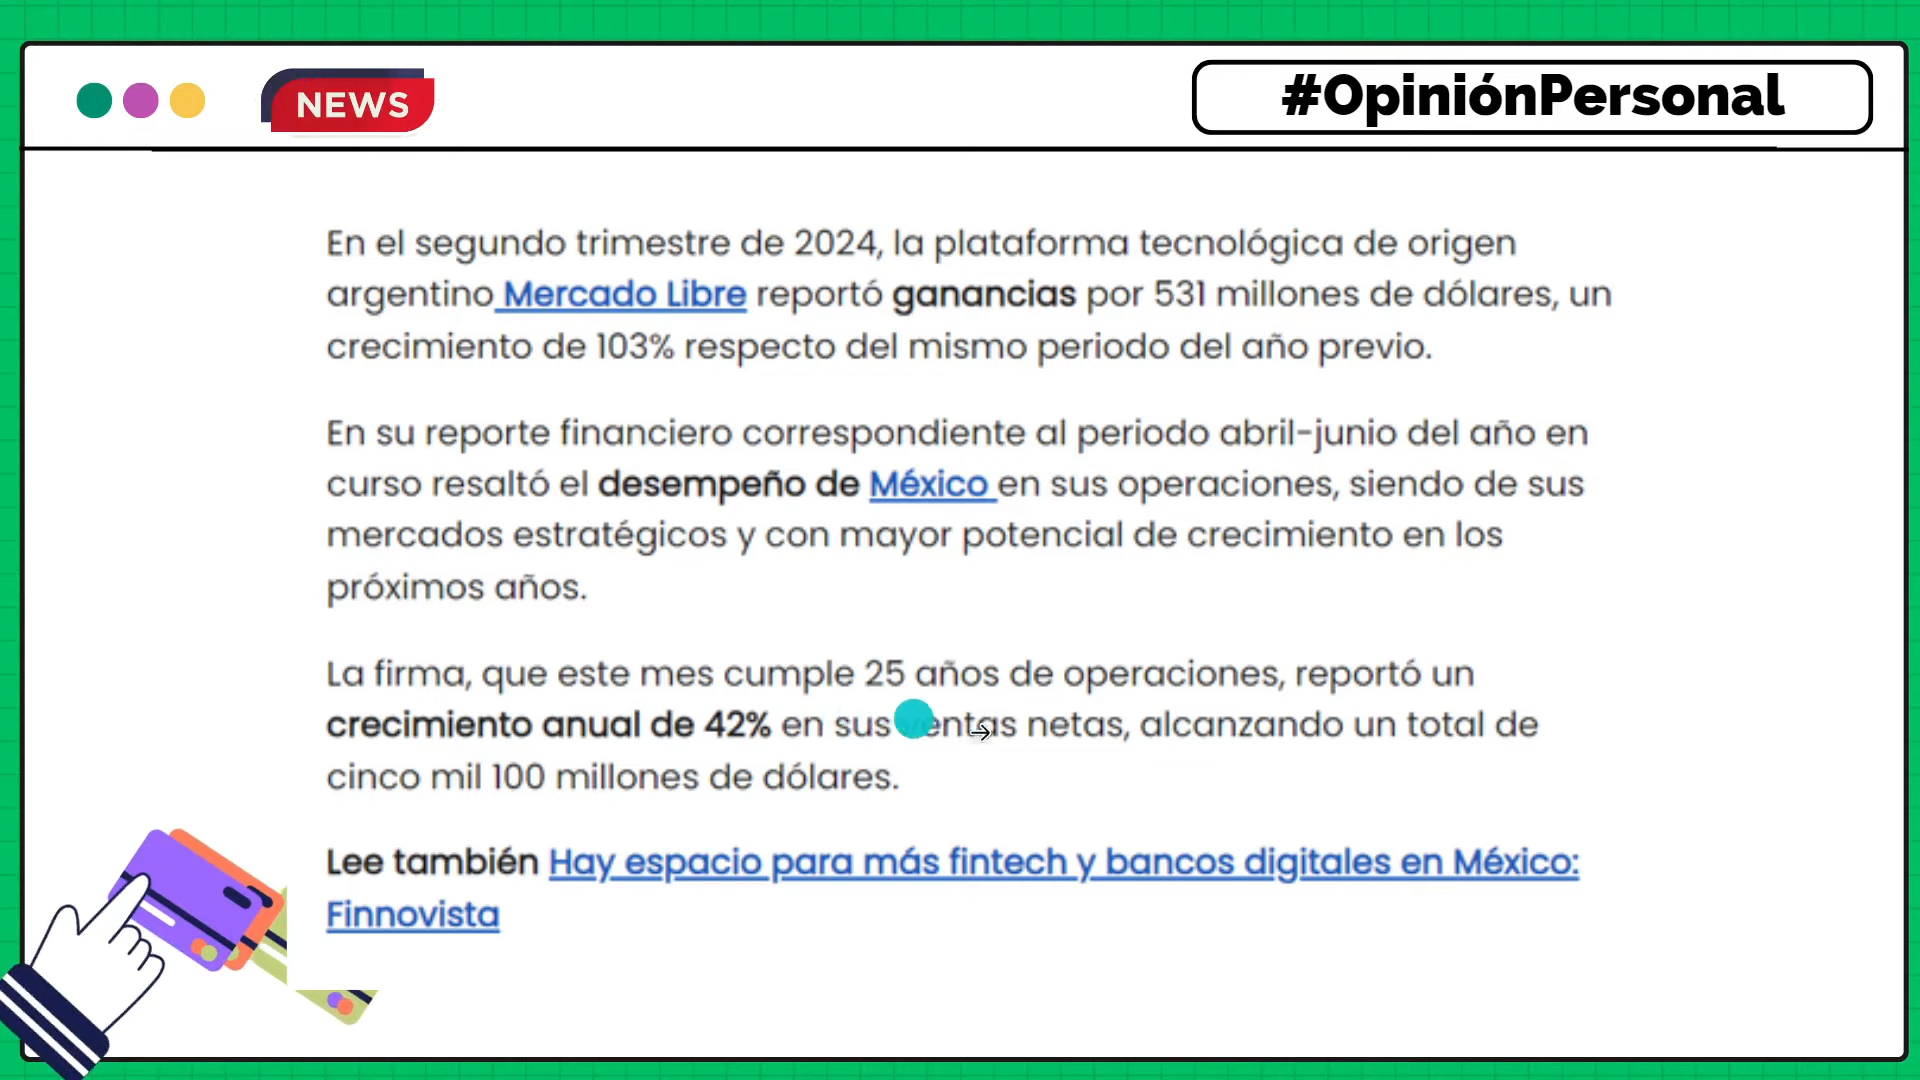 NEWS
#OpiniónPersonal
En el segundo trimestre de 2024, la plataforma tecnológica de origen
argentino Mercado Libre reportó ganancias por 531 millones de dólares, un
crecimiento de 103% respecto del mismo periodo del año previo.
En su reporte financiero correspondiente al periodo abril-junio del año en
curso resaltó el desempeño de México en sus operaciones, siendo de sus
mercados estratégicos y con mayor potencial de crecimiento en los
próximos años.
La firma, que este mes cumple 25 años de operaciones, reportó un
crecimiento anual de 42% en sus ventas netas, alcanzando un total de
cinco mil 100 millones de dólares.
Lee también Hay espacio para más fintech y bancos digitales en México:
Finnovista